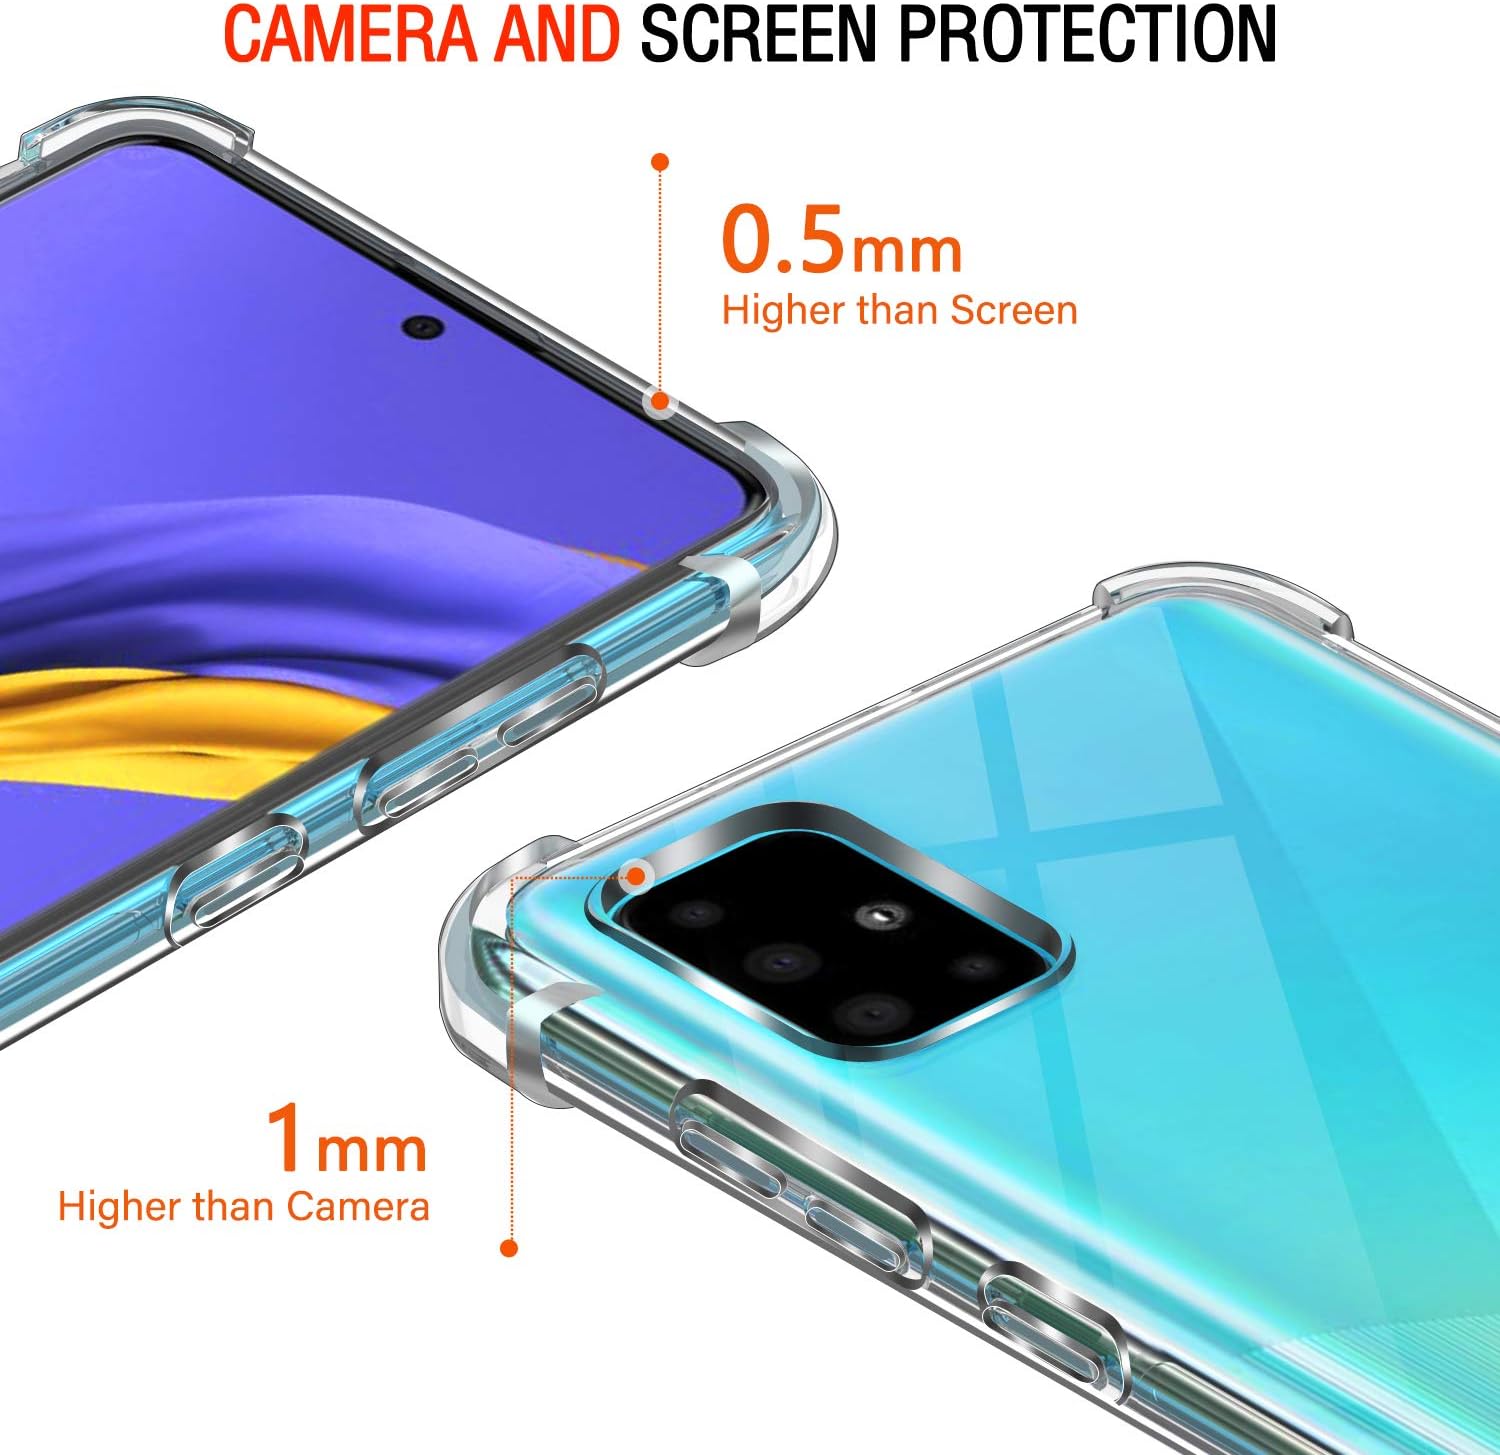 CAMERA AND SCREEN PROTECTION
0.5mm
Higher than Screen
1mm
Higher than Camera